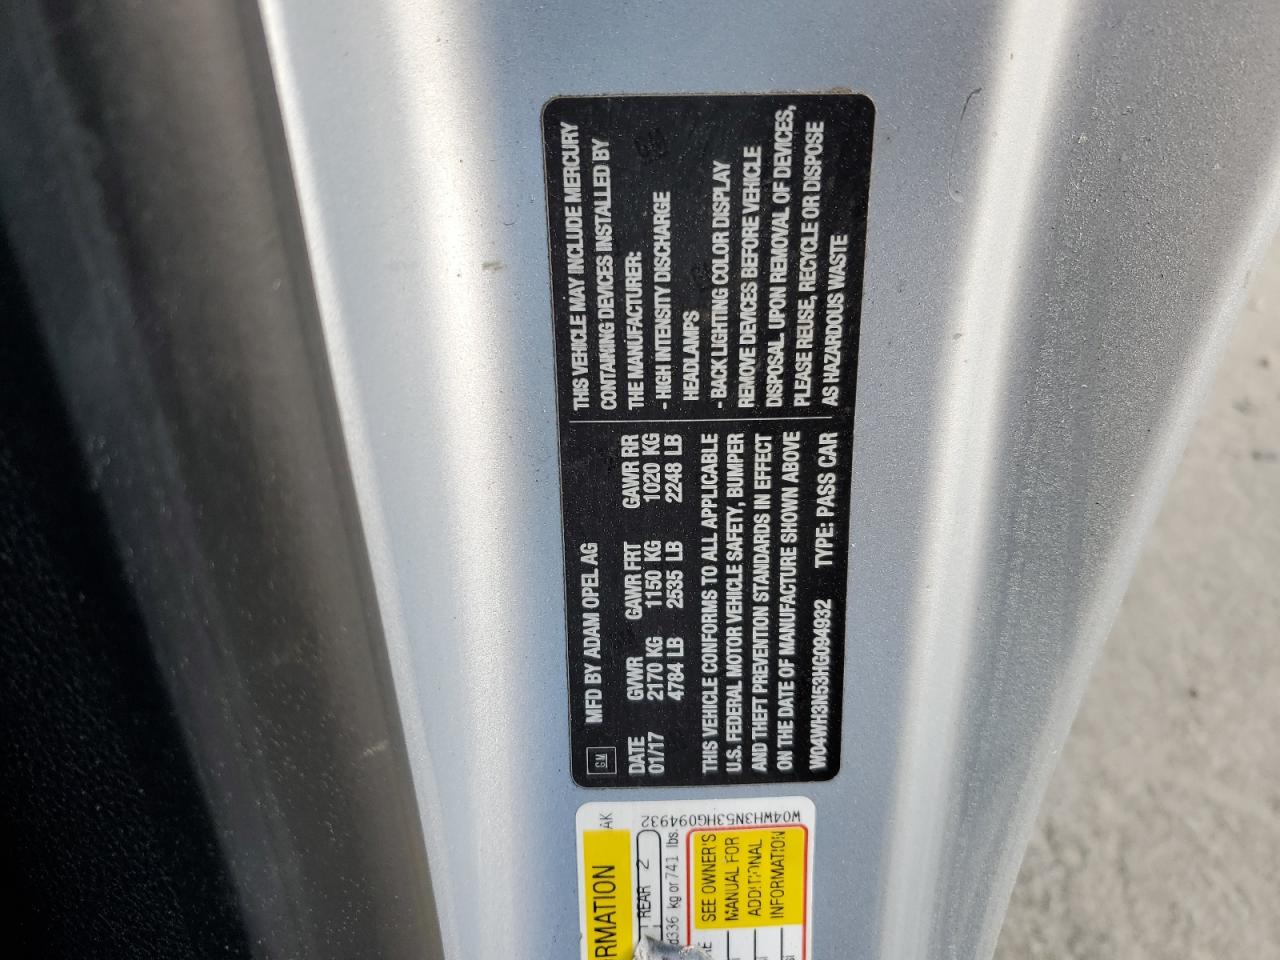 GM
MFD BY ADAM OPEL AG
DATE GVWR GAWR FRT GAWR RR
01/17 2170 KG 1150 KG 1020 KG
4784 LB 2535 LB 2248 LB
THIS VEHICLE CONFORMS TO ALL APPLICABLE
U.S. FEDERAL MOTOR VEHICLE SAFETY, BUMPER
AND THEFT PREVENTION STANDARDS IN EFFECT
ON THE DATE OF MANUFACTURE SHOWN ABOVE
W04WH3N53HG094932 TYPE: PASS CAR
THIS VEHICLE MAY INCLUDE MERCURY
CONTAINING DEVICES INSTALLED BY
THE MANUFACTURER:
- HIGH INTENSITY DISCHARGE
HEADLAMPS
- BACK LIGHTING COLOR DISPLAY
REMOVE DEVICES BEFORE VEHICLE
DISPOSAL. UPON REMOVAL OF DEVICES,
PLEASE REUSE, RECYCLE OR DISPOSE
AS HAZARDOUS WASTE
AK
RMATION
REAR 2
336 kg or 741 lbs.
SEE OWNER'S
MANUAL FOR
ADDITIONAL
INFORMATION
W04WH3N53HG094932